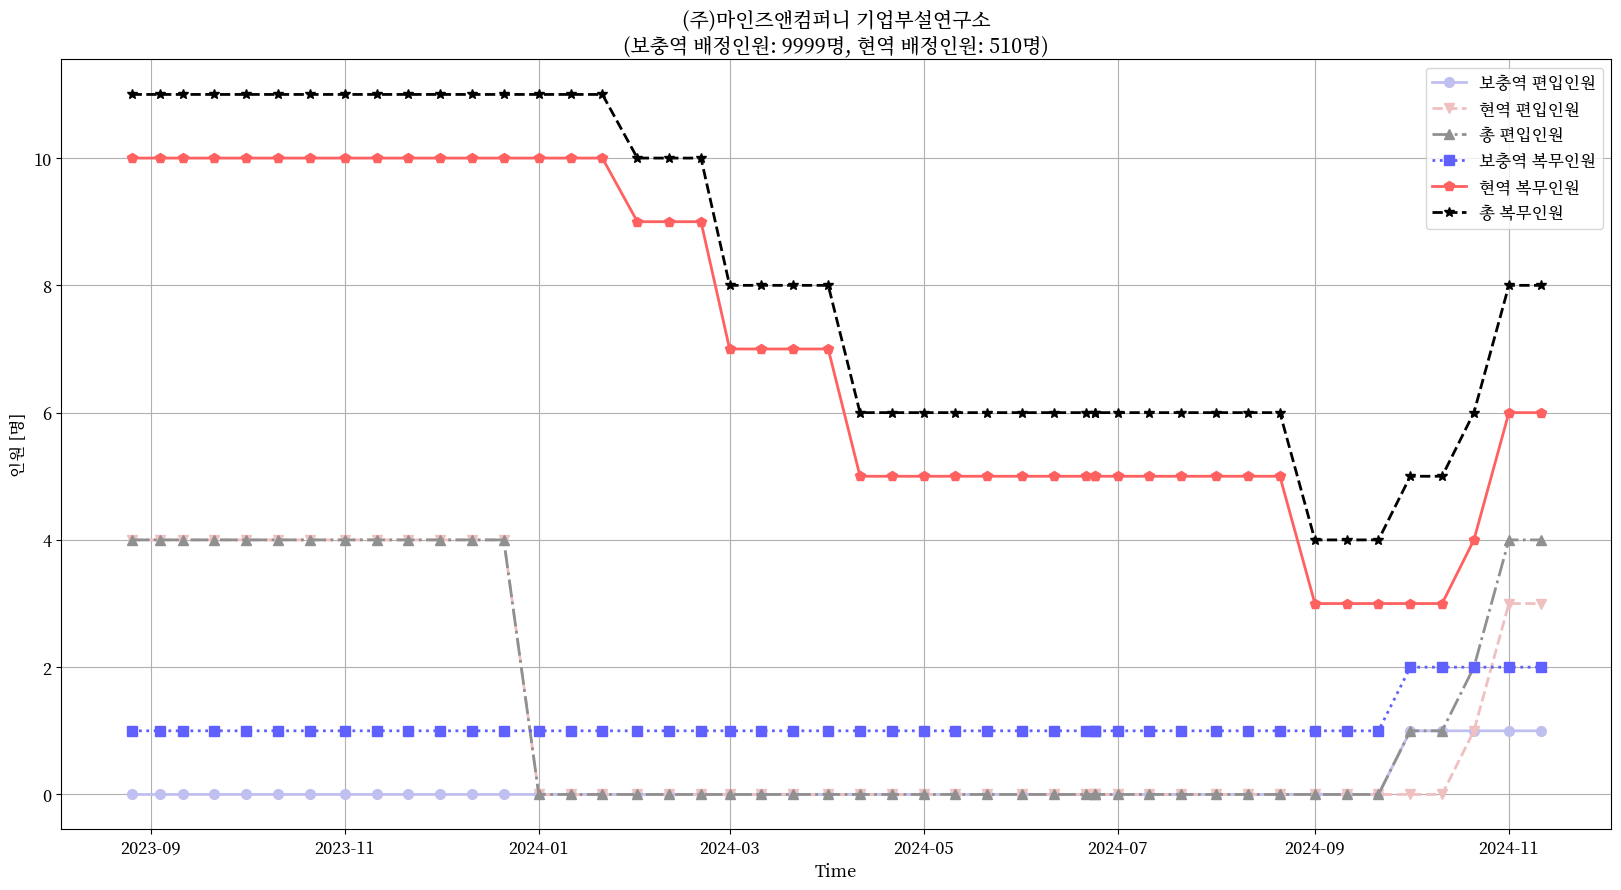 (주)마인즈앤컴퍼니 기업부설연구소
(보충역 배정인원: 9999명, 현역 배정인원: 510명)
보충역 편입인원
현역 편입인원
총 편입인원
보충역 복무인원
현역 복무인원
총 복무인원
인원 [명]
10
8
6
4
2
0
2023-09
2023-11
2024-01
2024-03
2024-05
2024-07
2024-09
2024-11
Time